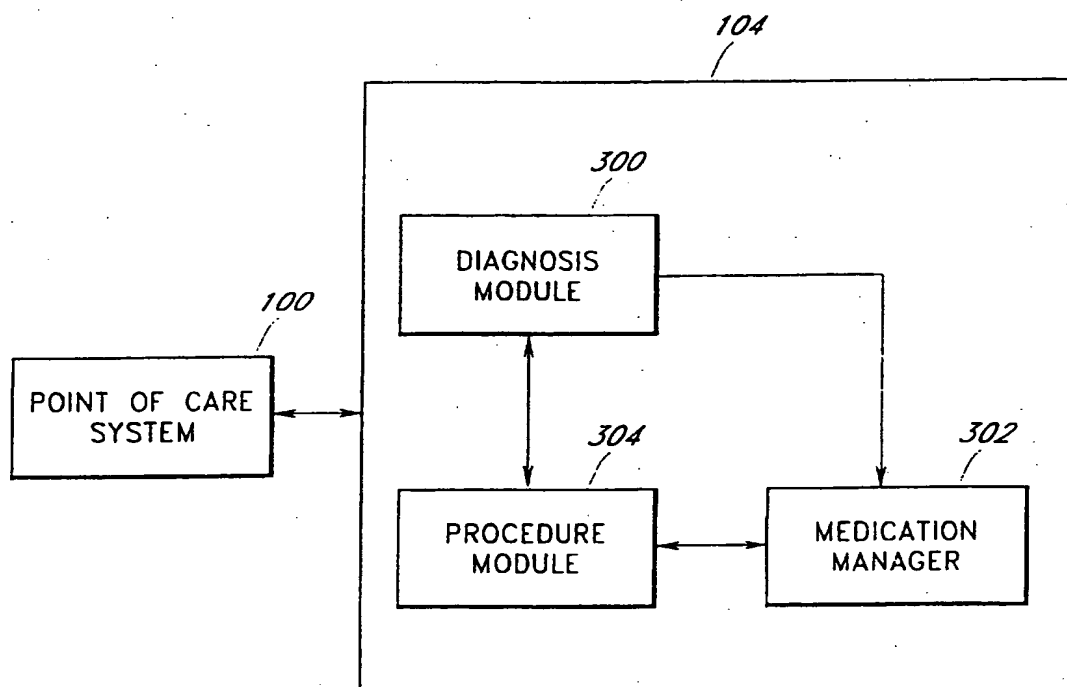 104
300
DIAGNOSIS
MODULE
100
POINT OF CARE
SYSTEM
304
PROCEDURE
MODULE
302
MEDICATION
MANAGER